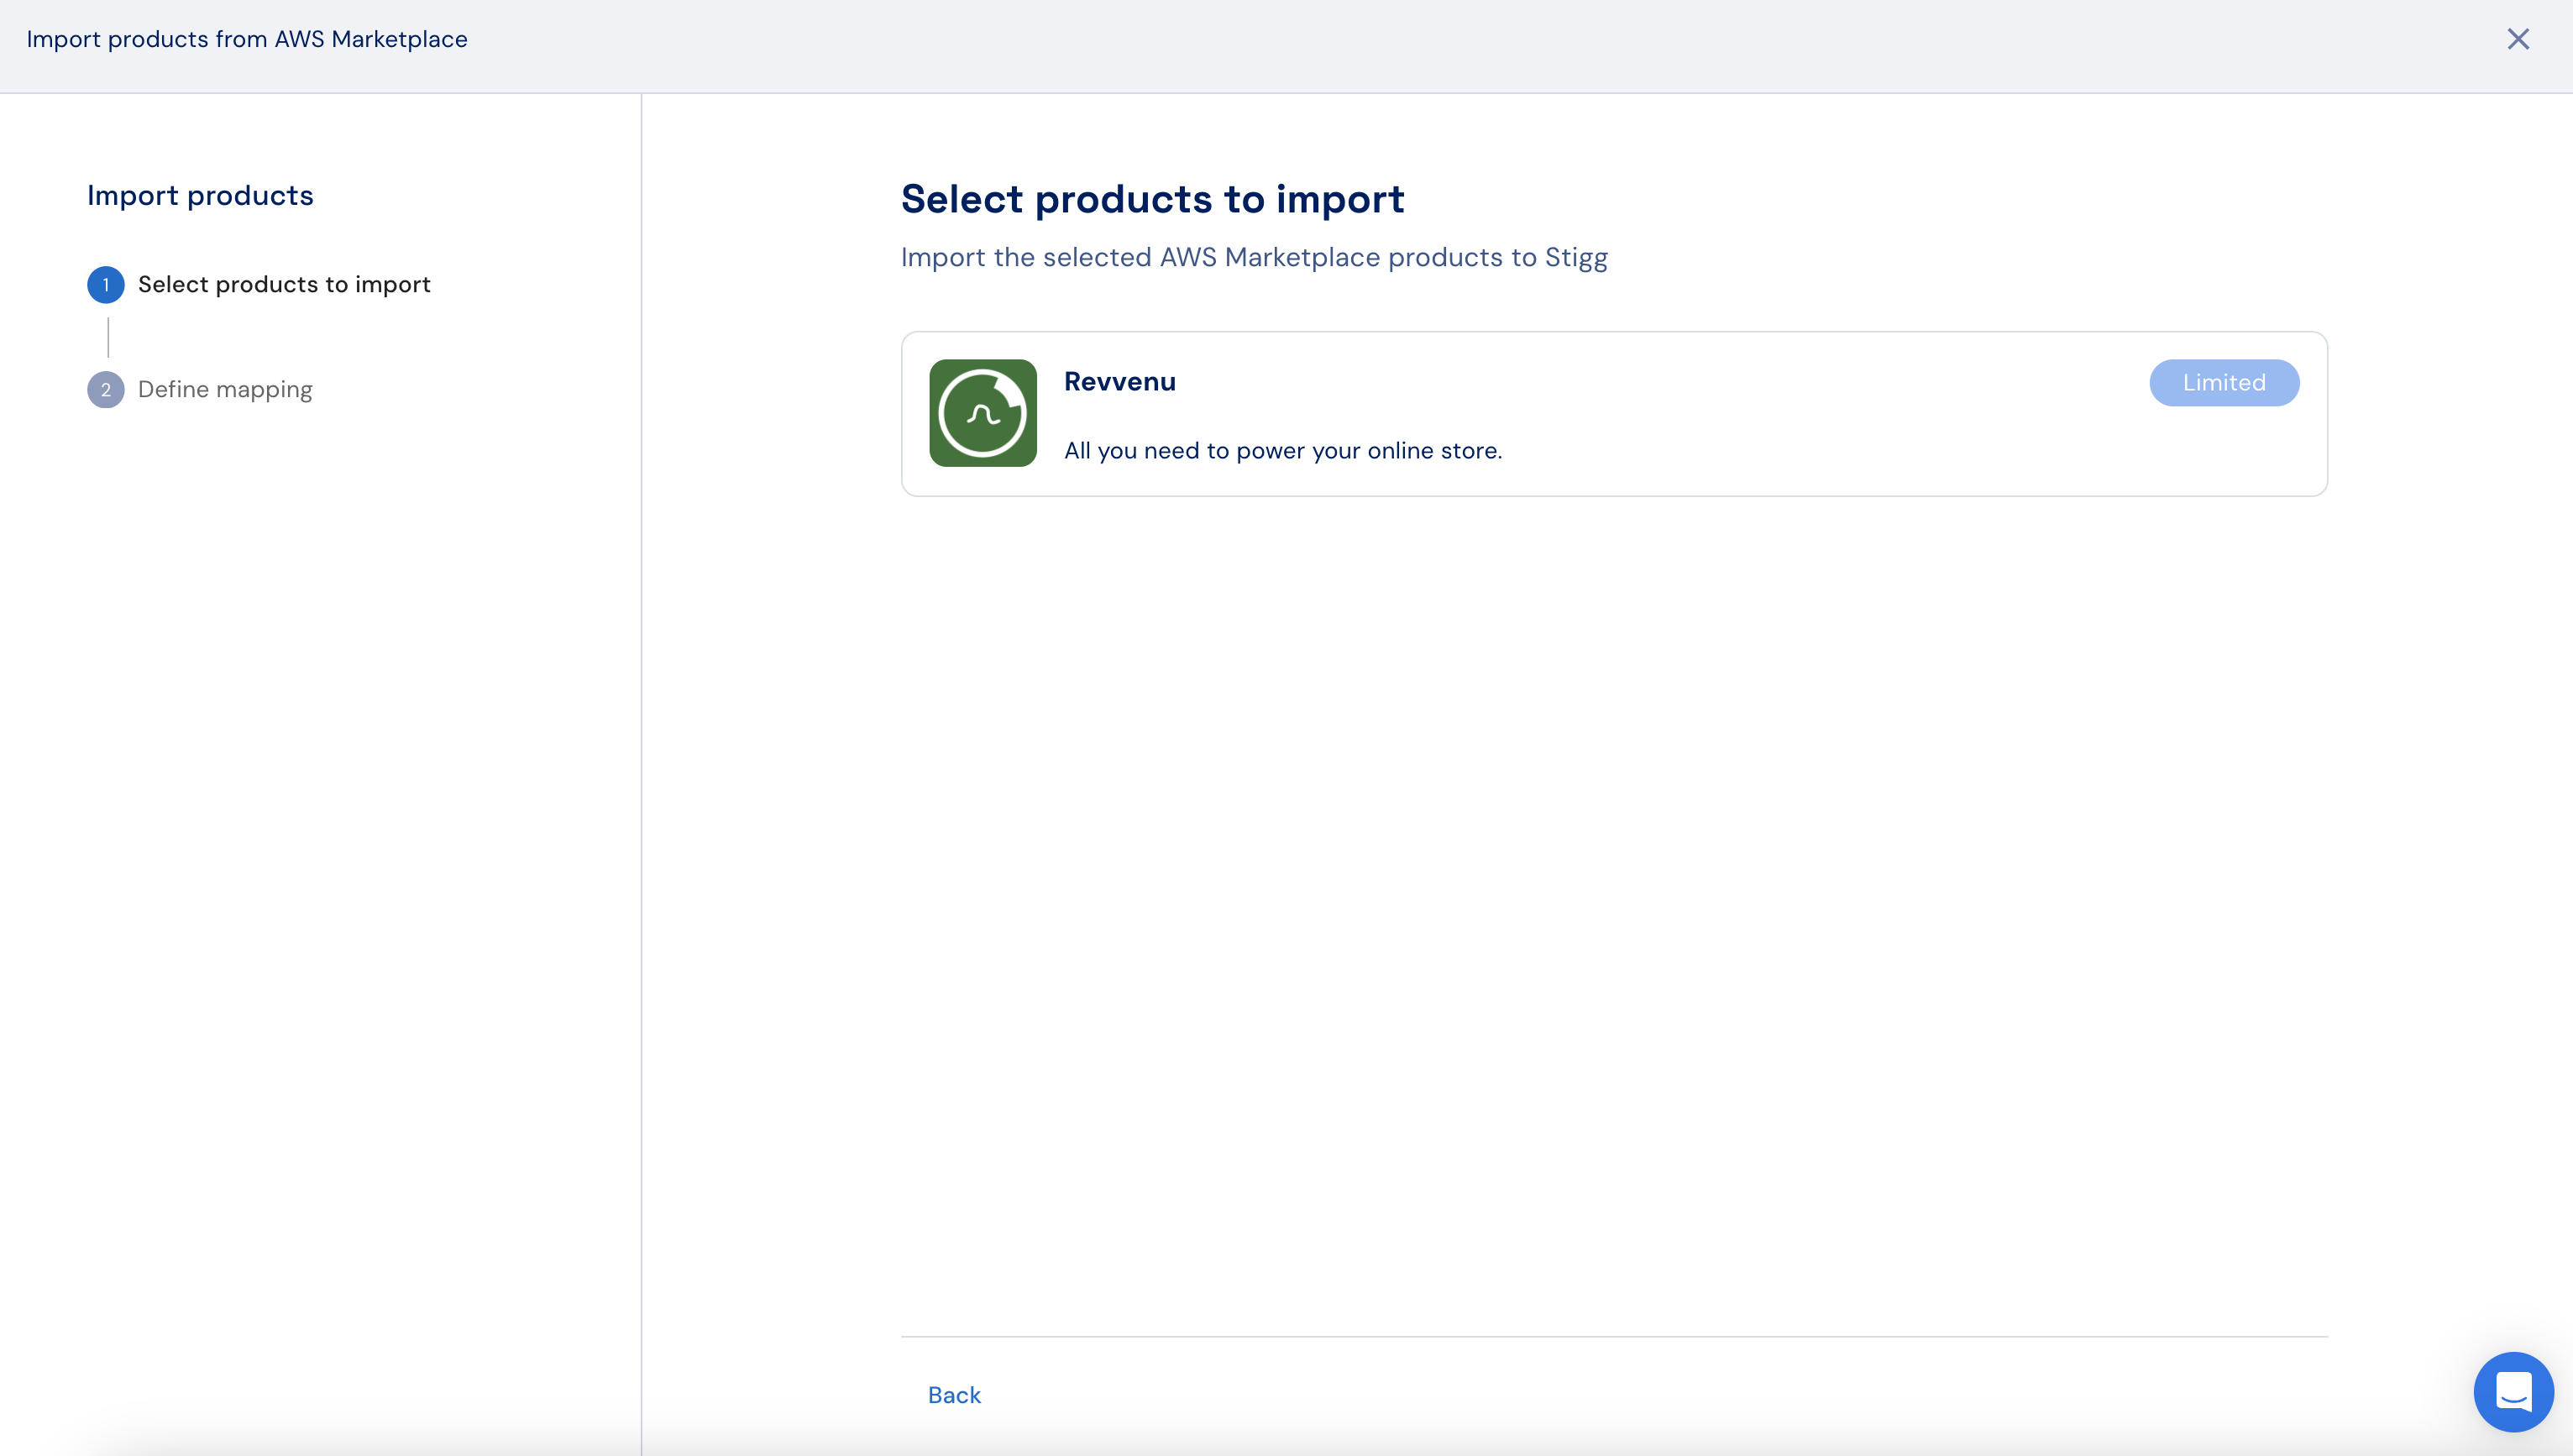 Import products from AWS Marketplace
Import products
1 Select products to import
2 Define mapping
Select products to import
Import the selected AWS Marketplace products to Stigg
Revvenu
Limited
All you need to power your online store.
Back